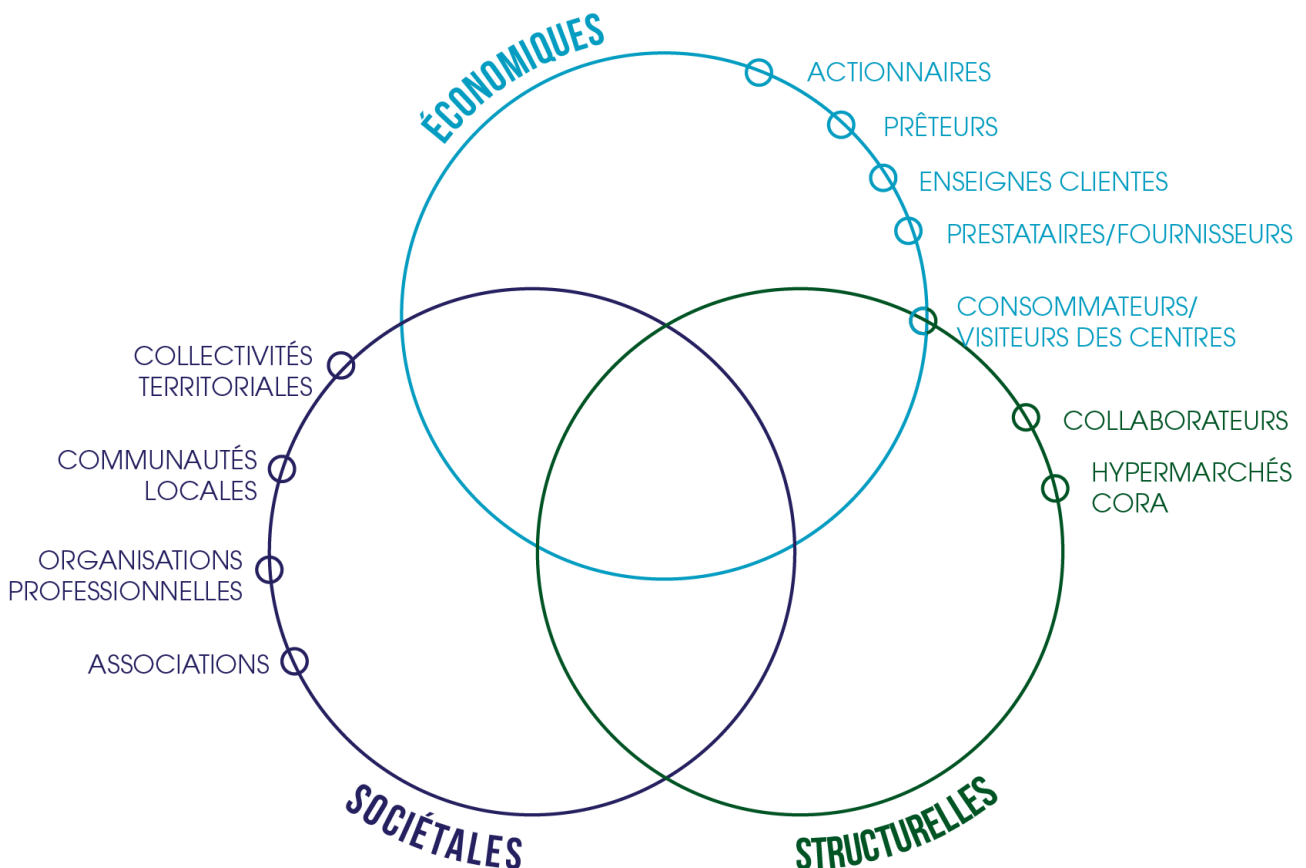 ÉCONOMIQUES
ACTIONNAIRES
PRÊTEURS
ENSEIGNES CLIENTES
PRESTATAIRES/FOURNISSEURS
CONSOMMATEURS/
VISITEURS DES CENTRES
COLLECTIVITÉS
TERRITORIALES
COMMUNAUTÉS
LOCALES
ORGANISATIONS
PROFESSIONNELLES
ASSOCIATIONS
COLLABORATEURS
HYPERMARCHÉS
CORA
SOCIÉTALES
STRUCTURELLES